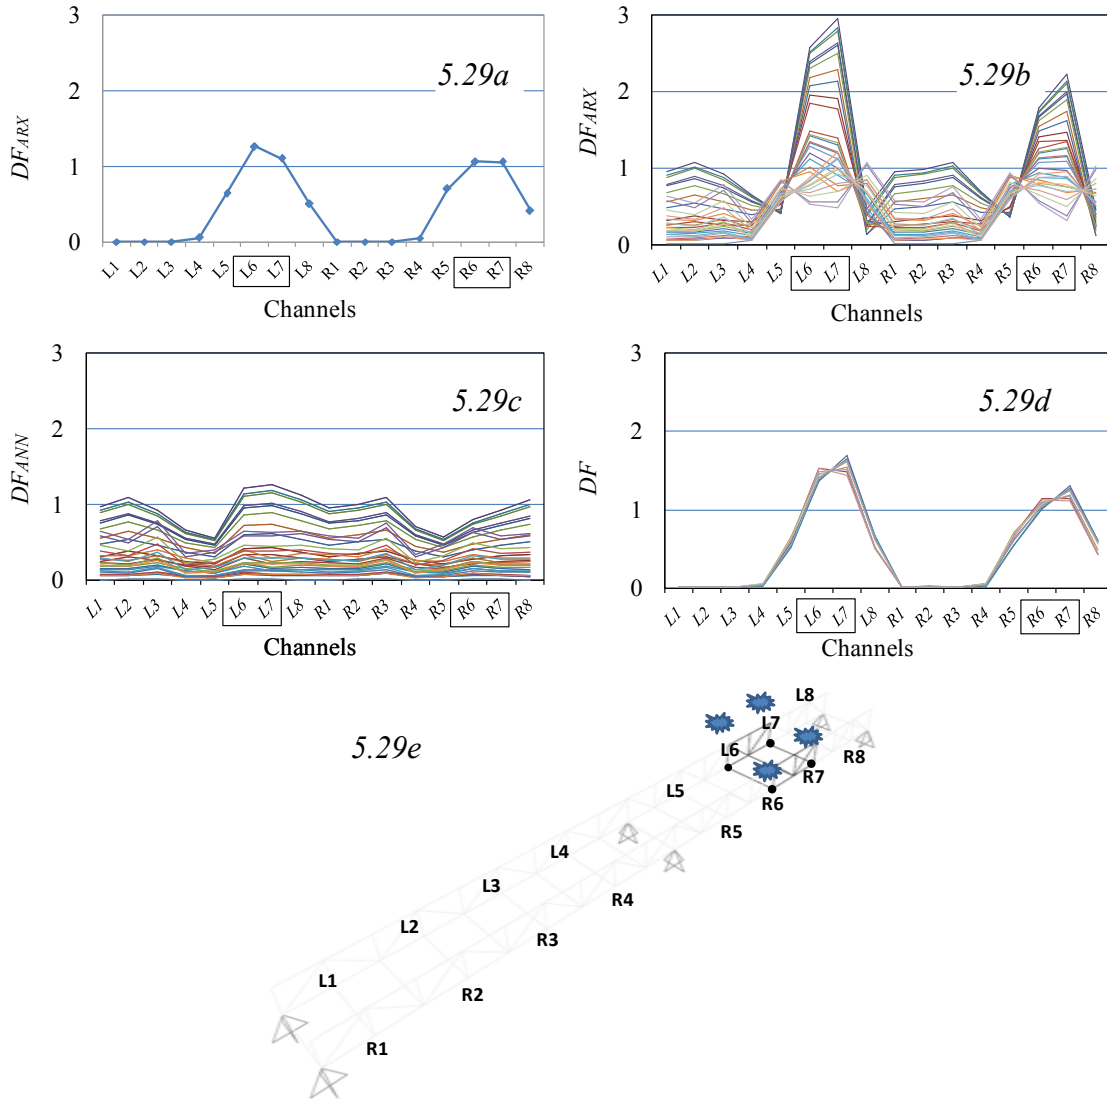 3
2
1
0
DF_ARX
5.29a
L1 L2 L3 L4 L5 L6 L7 L8 R1 R2 R3 R4 R5 R6 R7 R8
Channels
3
2
1
0
DF_ARX
5.29b
L1 L2 L3 L4 L5 L6 L7 L8 R1 R2 R3 R4 R5 R6 R7 R8
Channels
3
2
1
0
DF_ANN
5.29c
L1 L2 L3 L4 L5 L6 L7 L8 R1 R2 R3 R4 R5 R6 R7 R8
Channels
3
2
1
0
DF
5.29d
L1 L2 L3 L4 L5 L6 L7 L8 R1 R2 R3 R4 R5 R6 R7 R8
Channels
5.29e
L8
L7
L6
R8
R7
L5
R6
R5
L4
L3
R4
L2
R3
L1
R2
R1